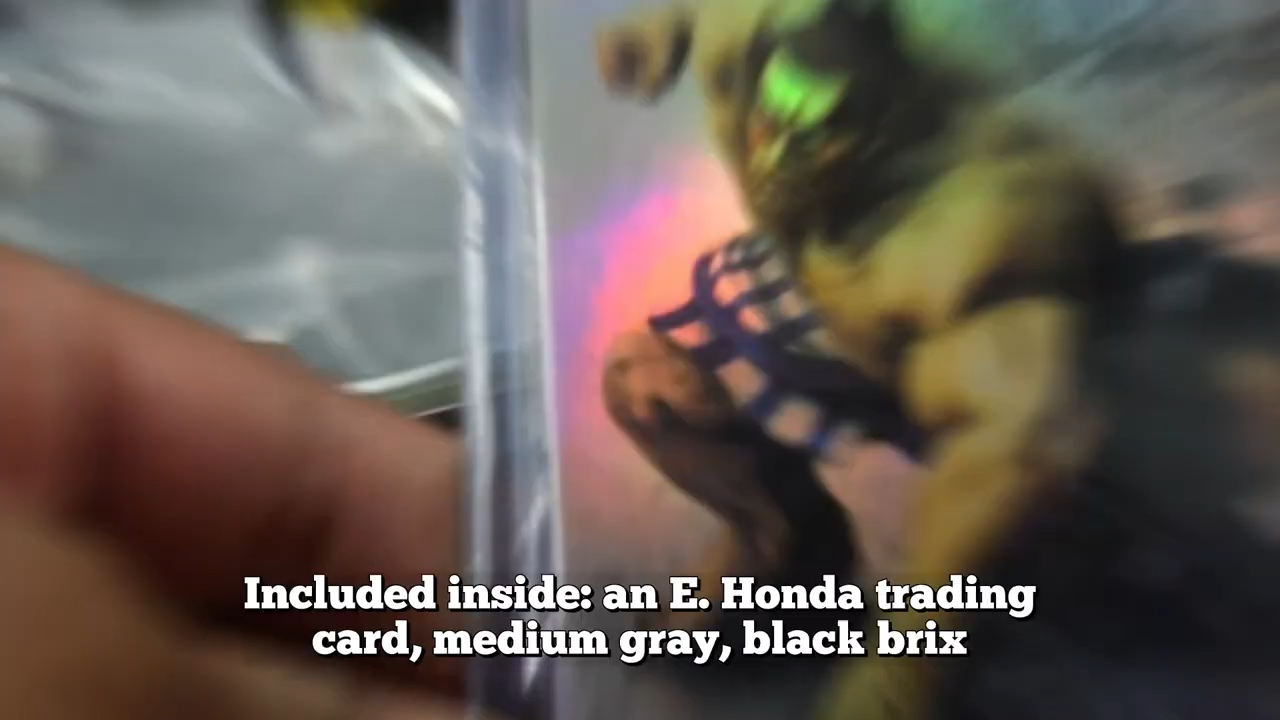 Included inside: an E. Honda trading
card, medium gray, black brix